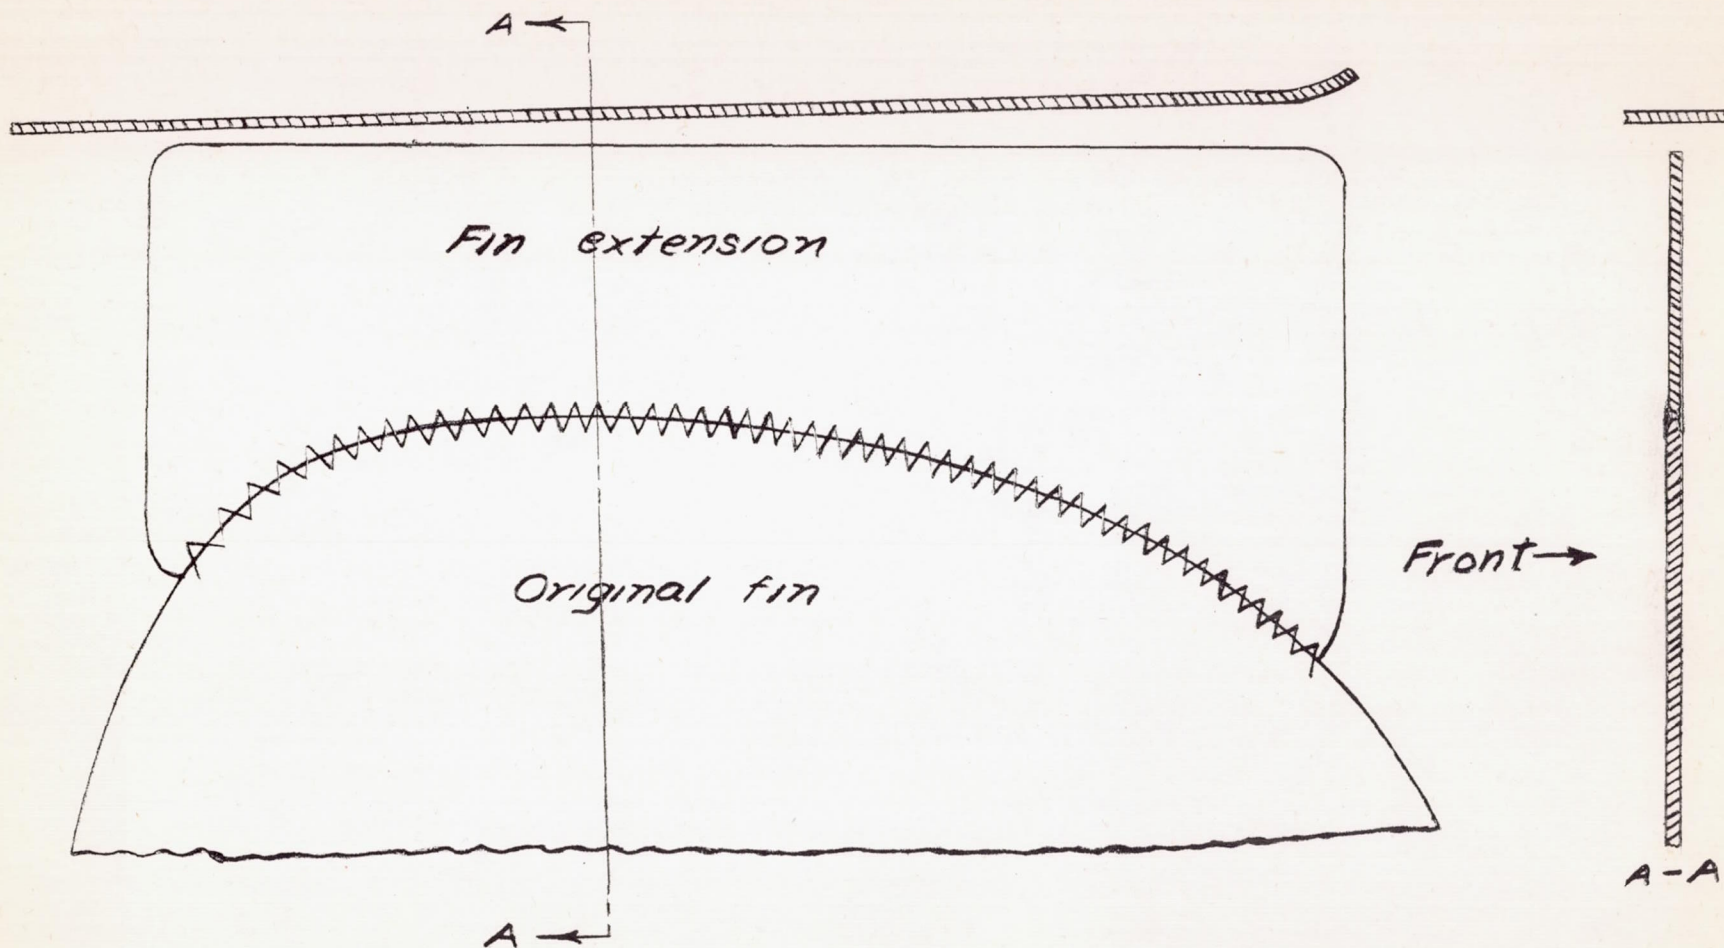 A
Fin extension
Front
Original fin
A-A
A